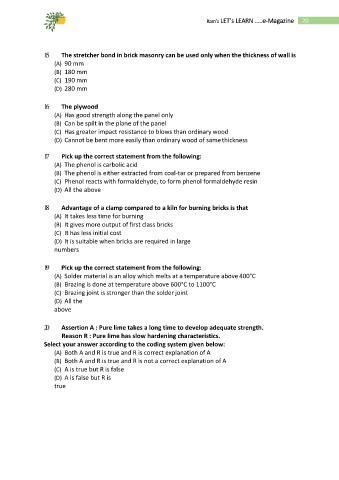 Ram's LET's LEARN .....e-Magazine 20
15 The stretcher bond in brick masonry can be used only when the thickness of wall is
(A) 90 mm
(B) 180 mm
(C) 190 mm
(D) 280 mm
16 The plywood
(A) Has good strength along the panel only
(B) Can be spilt in the plane of the panel
(C) Has greater impact resistance to blows than ordinary wood
(D) Cannot be bent more easily than ordinary wood of same thickness
17 Pick up the correct statement from the following:
(A) The phenol is carbolic acid
(B) The phenol is either extracted from coal-tar or prepared from benzene
(C) Phenol reacts with formaldehyde, to form phenol formaldehyde resin
(D) All the above
18 Advantage of a clamp compared to a kiln for burning bricks is that
(A) It takes less time for burning
(B) It gives more output of first class bricks
(C) It has less initial cost
(D) It is suitable when bricks are required in large
numbers
19 Pick up the correct statement from the following:
(A) Solder material is an alloy which melts at a temperature above 400°C
(B) Brazing is done at temperature above 600°C to 1100°C
(C) Brazing joint is stronger than the solder joint
(D) All the
above
20 Assertion A : Pure lime takes a long time to develop adequate strength.
Reason R : Pure lime has slow hardening characteristics.
Select your answer according to the coding system given below:
(A) Both A and R is true and R is correct explanation of A
(B) Both A and R is true and R is not a correct explanation of A
(C) A is true but R is false
(D) A is false but R is
true